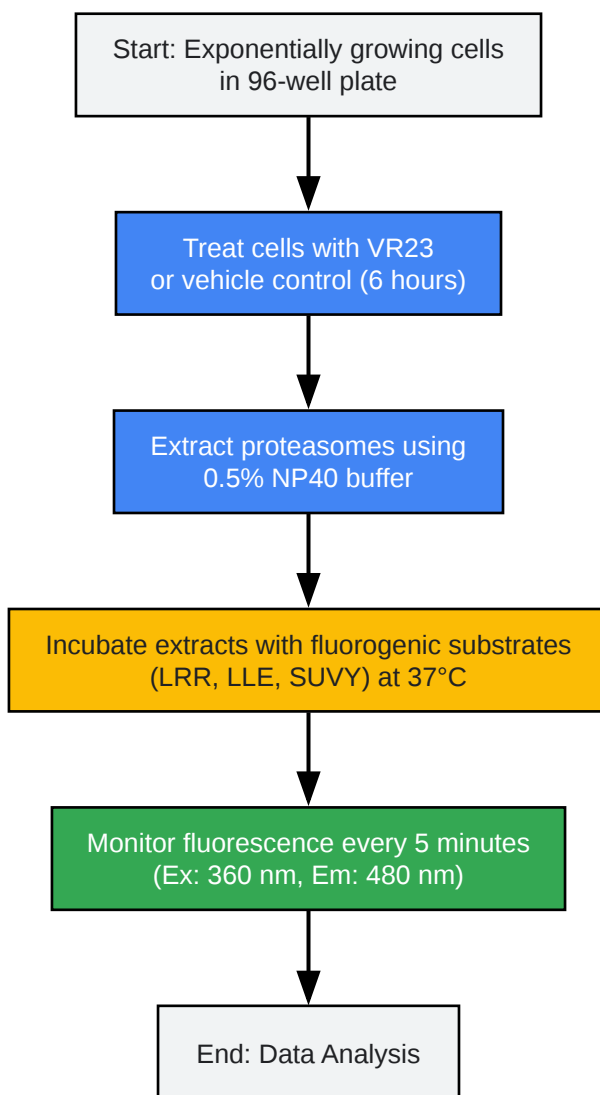 Start: Exponentially growing cells
in 96-well plate
Treat cells with VR23
or vehicle control (6 hours)
Extract proteasomes using
0.5% NP40 buffer
Incubate extracts with fluorogenic substrates
(LRR, LLE, SUVY) at 37°C
Monitor fluorescence every 5 minutes
(Ex: 360 nm, Em: 480 nm)
End: Data Analysis